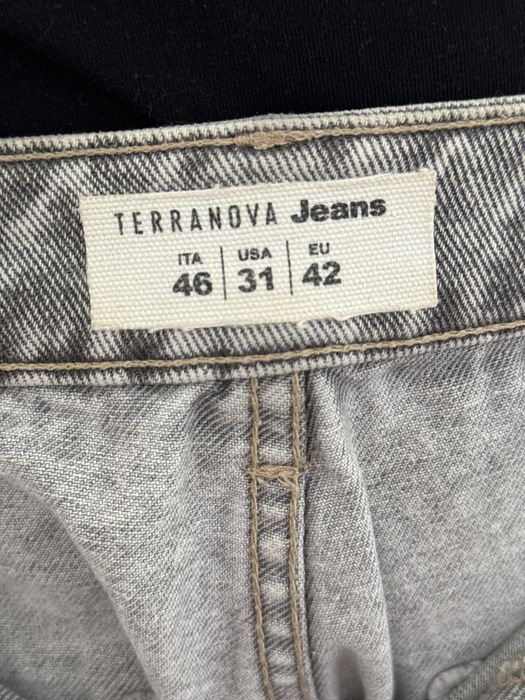 TERRANOVA Jeans
ITA | USA | EU
46 | 31 | 42